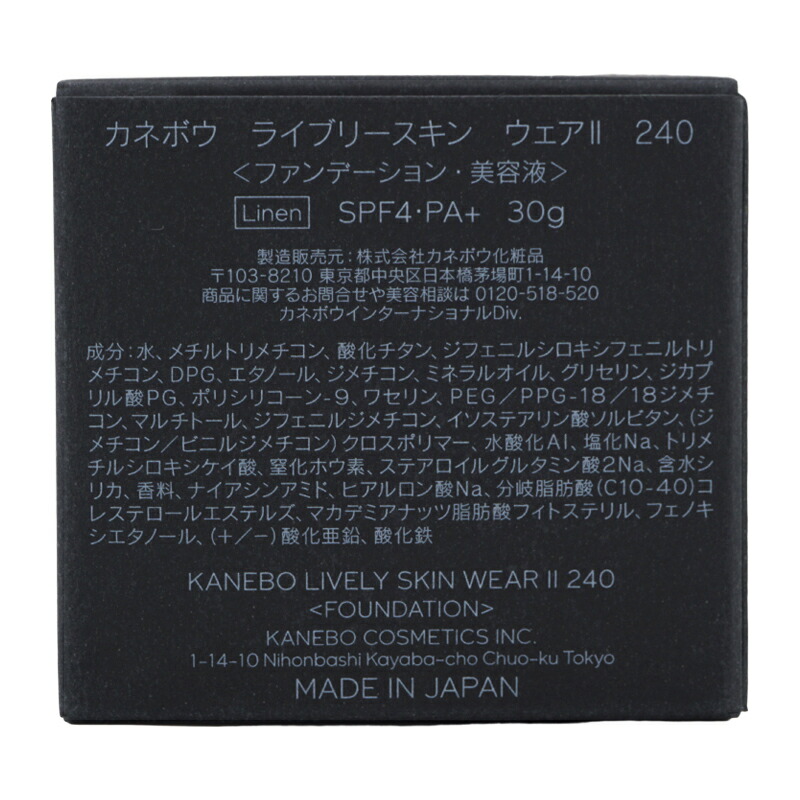 カネボウ ライブリースキン ウェアII 240
<ファンデーション・美容液>
Linen SPF4・PA+ 30g
製造販売元:株式会社カネボウ化粧品
〒103-8210 東京都中央区日本橋茅場町1-14-10
商品に関するお問合せや美容相談は 0120-518-520
カネボウインターナショナルDiv.
成分:水、メチルトリメチコン、酸化チタン、ジフェニルシロキシフェニルトリ
メチコン、DPG、エタノール、ジメチコン、ミネラルオイル、グリセリン、ジカプ
リル酸PG、ポリシリコーン-9、ワセリン、PEG/PPG-18/18ジメチ
コン、マルチトール、ジフェニルジメチコン、イソステアリン酸ソルビタン、(ジ
メチコン/ビニルジメチコン)クロスポリマー、水酸化Al、塩化Na、トリメ
チルシロキシケイ酸、窒化ホウ素、ステアロイルグルタミン酸2Na、含水シ
リカ、香料、ナイアシンアミド、ヒアルロン酸Na、分岐脂肪酸(C10-40)コ
レステロールエステルズ、マカデミアナッツ脂肪酸フィトステリル、フェノキ
シエタノール、(+/-)酸化亜鉛、酸化鉄
KANEBO LIVELY SKIN WEAR II 240
<FOUNDATION>
KANEBO COSMETICS INC.
1-14-10 Nihonbashi Kayaba-cho Chuo-ku Tokyo
MADE IN JAPAN